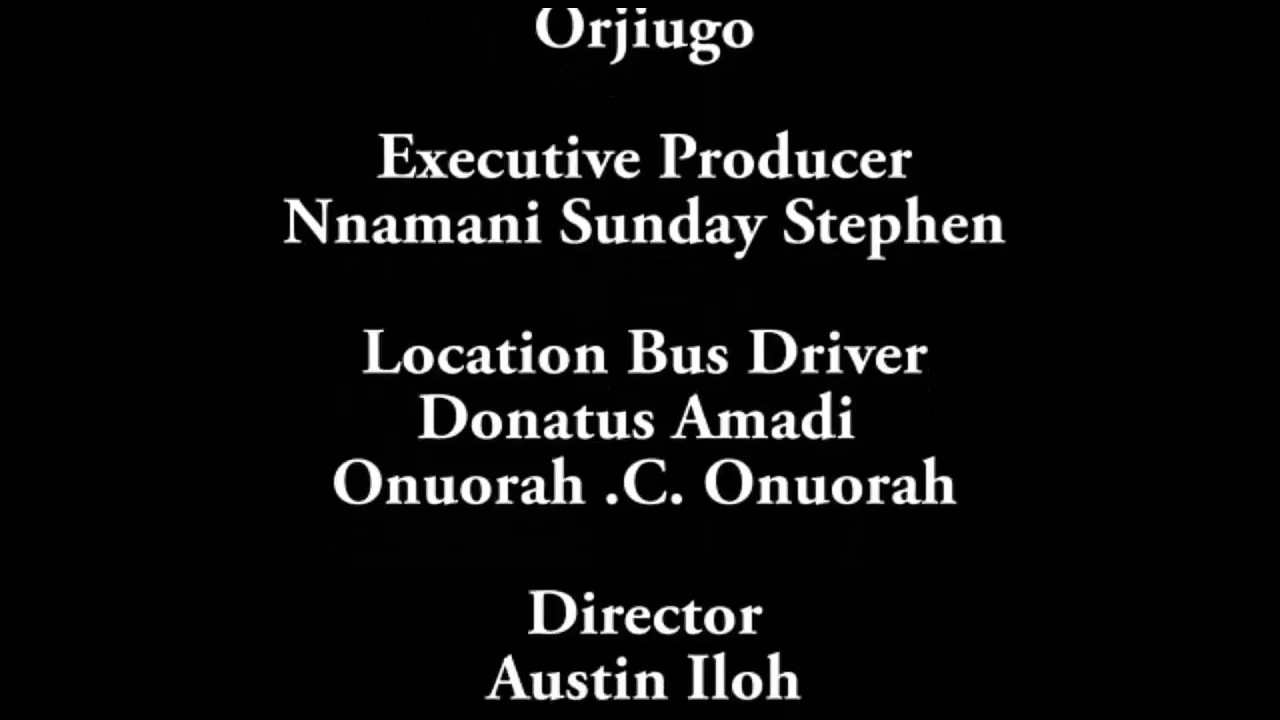 Orjiugo
Executive Producer
Nnamani Sunday Stephen
Location Bus Driver
Donatus Amadi
Onuorah .C. Onuorah
Director
Austin Iloh